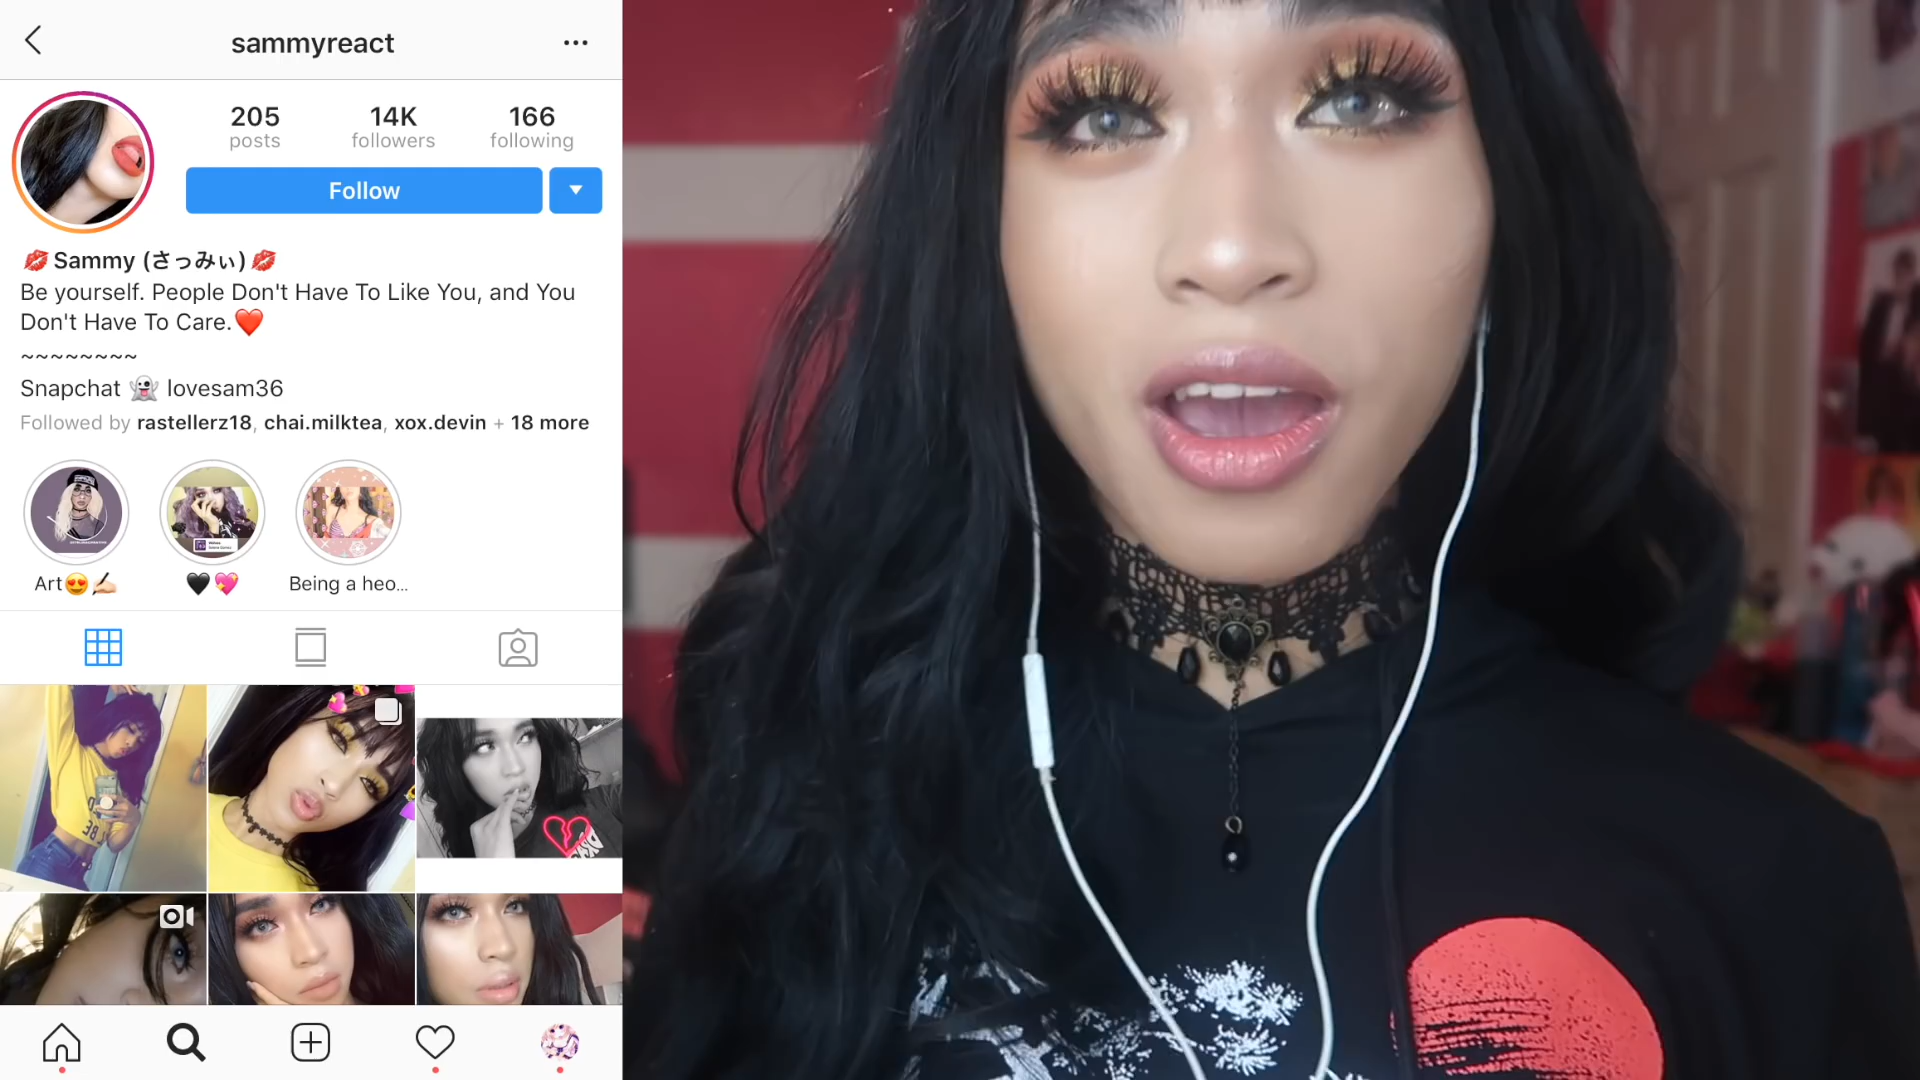 sammyreact
205
posts
14K
followers
166
following
Follow
💋Sammy (さっみぃ)💋
Be yourself. People Don't Have To Like You, and You
Don't Have To Care.❤️
~~~~~~~~
Snapchat 👻 lovesam36
Followed by rastellerz18, chai.milktea, xox.devin + 18 more
Art😍✍🏻
🖤💖
Being a heo...
38